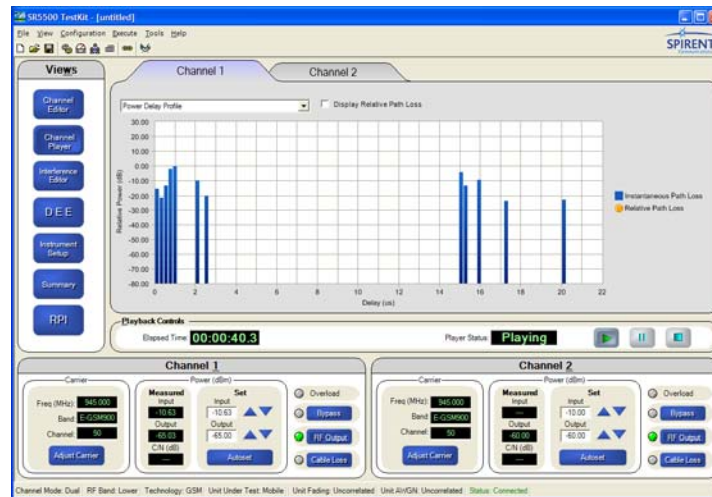 SR5500 TestKit - [untitled]
File View Configuration Execute Tools Help
SPIRENT
Views
Channel Editor
Channel Player
Interference Editor
DEE
Instrument Setup
Summary
RPI
Channel 1
Channel 2
Power Delay Profile
Display Relative Path Loss
Relative Power (dB)
30.00
20.00
10.00
0.00
-10.00
-20.00
-30.00
-40.00
-50.00
-60.00
-70.00
-80.00
0 2 4 6 8 10 12 14 16 18 20 22
Delay (us)
Instantaneous Path Loss
Relative Path Loss
Playback Controls
Elapsed Time 00:00:40.3
Player Status Playing
Channel 1
Carrier
Freq (MHz): 945.000
Band: E-GSM900
Channel: 50
Adjust Carrier
Power (dBm)
Measured
Input
-10.63
Output
-65.03
C/N (dB)
---
Set
Input
-10.63
Output
-65.00
Autoset
Overload
Bypass
RF Output
Cable Loss
Channel 2
Carrier
Freq (MHz): 945.000
Band: E-GSM900
Channel: 50
Adjust Carrier
Power (dBm)
Measured
Input
---
Output
-60.00
C/N (dB)
---
Set
Input
-10.00
Output
-60.00
Autoset
Overload
Bypass
RF Output
Cable Loss
Channel Mode: Dual RF Band: Lower Technology: GSM Unit Under Test: Mobile Unit Fading: Uncorrelated Unit AWGN: Uncorrelated Status: Connected